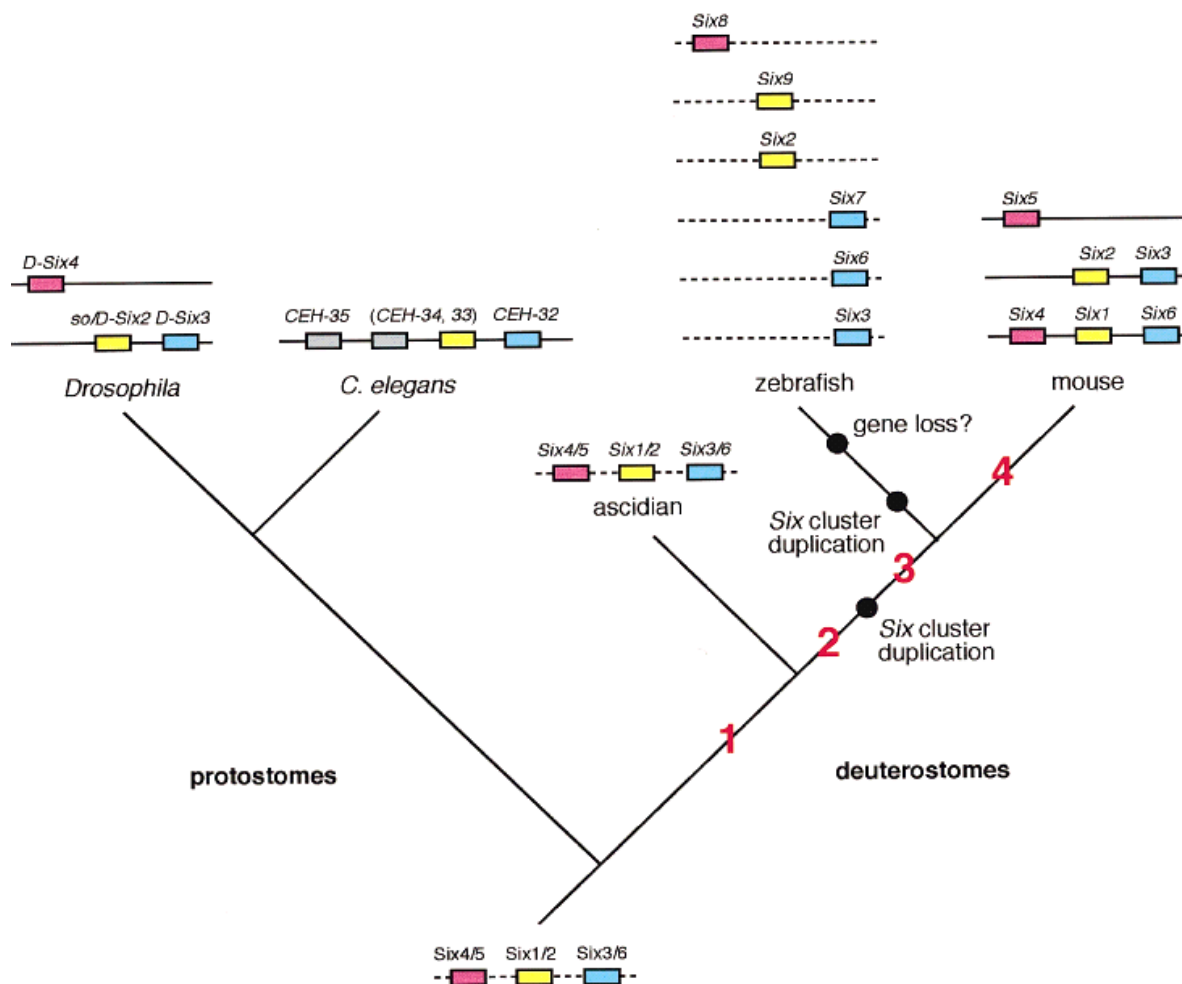 Six8
Six9
Six2
Six7
Six6
Six3
zebrafish
Six5
Six2 Six3
Six4 Six1 Six6
mouse
D-Six4
so/D-Six2 D-Six3
Drosophila
CEH-35 (CEH-34, 33) CEH-32
C. elegans
Six4/5 Six1/2 Six3/6
ascidian
gene loss?
4
Six cluster
duplication
3
2
Six cluster
duplication
1
protostomes
deuterostomes
Six4/5 Six1/2 Six3/6